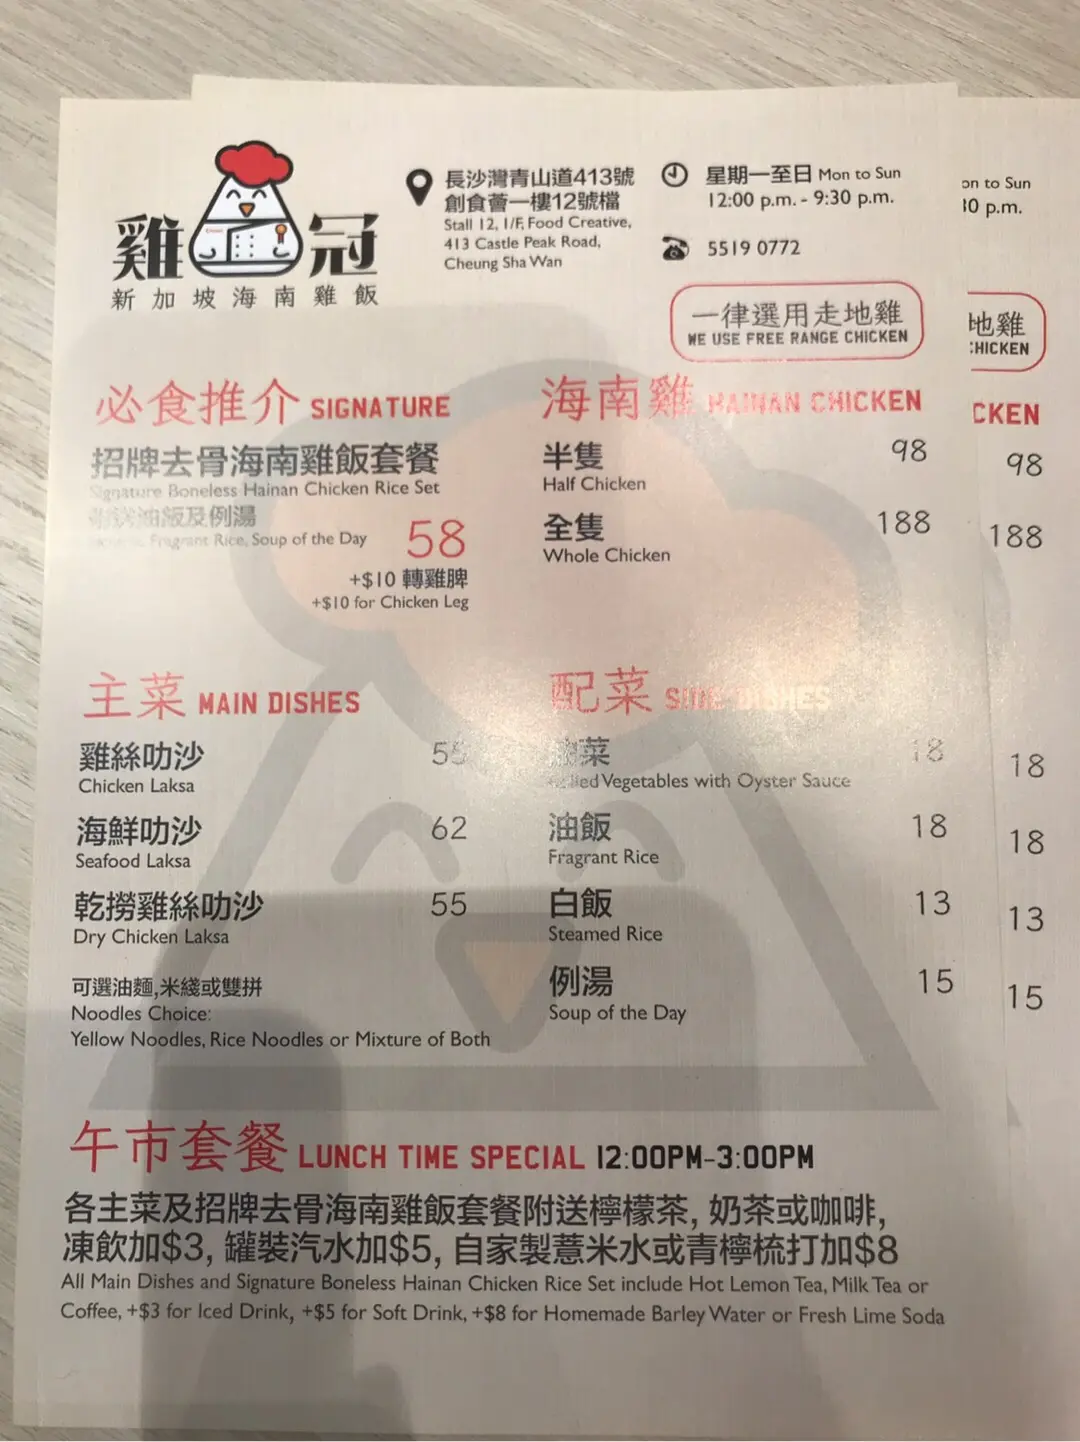 雞冠
新加坡海南雞飯
長沙灣青山道413號
創食薈一樓12號檔
Stall 12, 1/F, Food Creative,
413 Castle Peak Road,
Cheung Sha Wan
星期一至日 Mon to Sun
12:00 p.m. - 9:30 p.m.
5519 0772
一律選用走地雞
WE USE FREE RANGE CHICKEN
必食推介 SIGNATURE
招牌去骨海南雞飯套餐
Signature Boneless Hainan Chicken Rice Set
油飯及例湯
Fragrant Rice, Soup of the Day
58
+$10 轉雞脾
+$10 for Chicken Leg
海南雞 HAINAN CHICKEN
半隻 98
Half Chicken
全隻 188
Whole Chicken
主菜 MAIN DISHES
雞絲叻沙 55
Chicken Laksa
海鮮叻沙 62
Seafood Laksa
乾撈雞絲叻沙 55
Dry Chicken Laksa
可選油麵,米綫或雙拼
Noodles Choice:
Yellow Noodles, Rice Noodles or Mixture of Both
配菜 SIDE DISHES
菜 18
Vegetables with Oyster Sauce
油飯 18
Fragrant Rice
白飯 13
Steamed Rice
例湯 15
Soup of the Day
午市套餐 LUNCH TIME SPECIAL 12:00PM-3:00PM
各主菜及招牌去骨海南雞飯套餐附送檸檬茶, 奶茶或咖啡,
凍飲加$3, 罐裝汽水加$5, 自家製薏米水或青檸梳打加$8
All Main Dishes and Signature Boneless Hainan Chicken Rice Set include Hot Lemon Tea, Milk Tea or
Coffee, +$3 for Iced Drink, +$5 for Soft Drink, +$8 for Homemade Barley Water or Fresh Lime Soda
on to Sun
30 p.m.
地雞
CHICKEN
CKEN
98
188
18
18
13
15